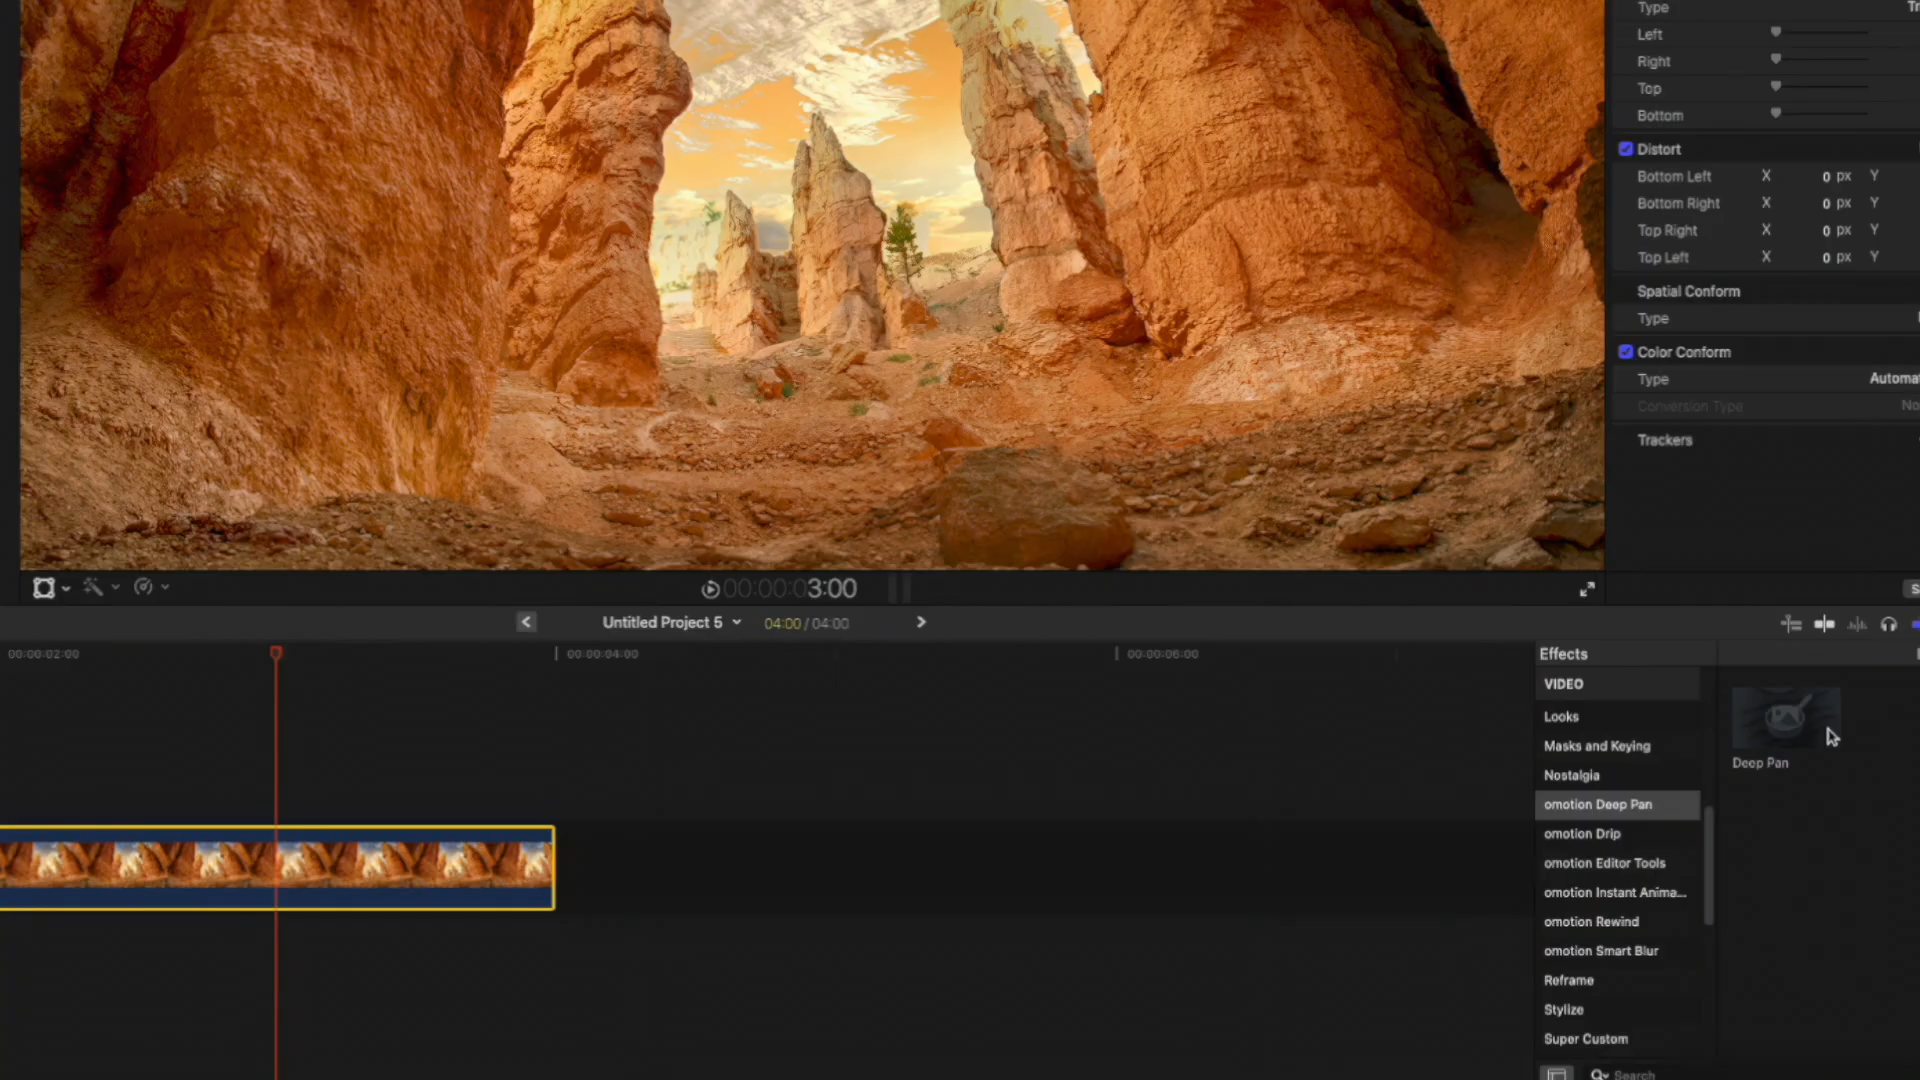 Type
Left
Right
Top
Bottom
Distort
Bottom Left X 0 px Y
Bottom Right X 0 px Y
Top Right X 0 px Y
Top Left X 0 px Y
Spatial Conform
Type
Color Conform
Type Automat
Conversion Type No
Trackers
00:00:03:00
Untitled Project 5 04:00 / 04:00
00:00:02:00 00:00:04:00 00:00:06:00
Effects
VIDEO
Looks
Masks and Keying
Nostalgia
omotion Deep Pan
omotion Drip
omotion Editor Tools
omotion Instant Anima...
omotion Rewind
omotion Smart Blur
Reframe
Stylize
Super Custom
Search
Deep Pan